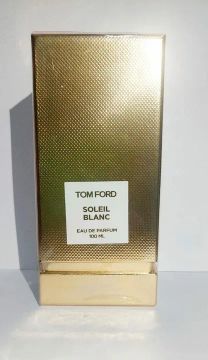 TOM FORD
SOLEIL
BLANC
EAU DE PARFUM
100 ML